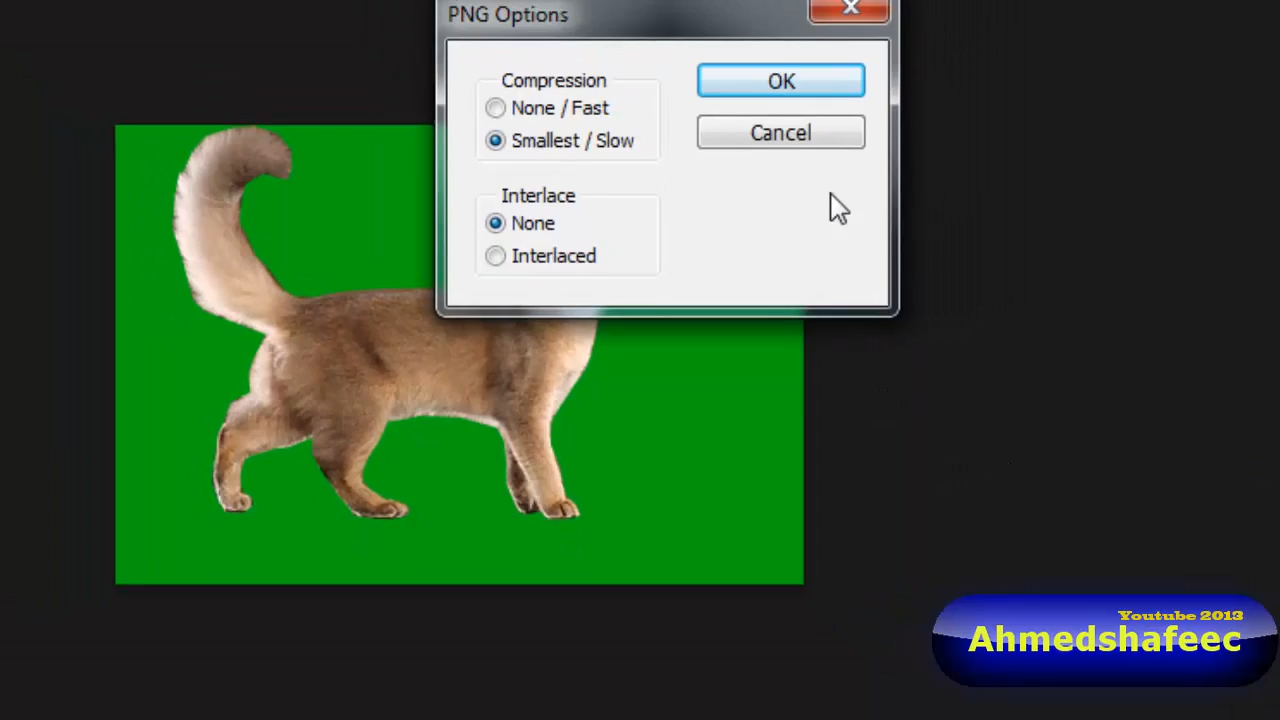 PNG Options
Compression
None / Fast
Smallest / Slow
Interlace
None
Interlaced
OK
Cancel
Youtube 2013
Ahmedshafeec